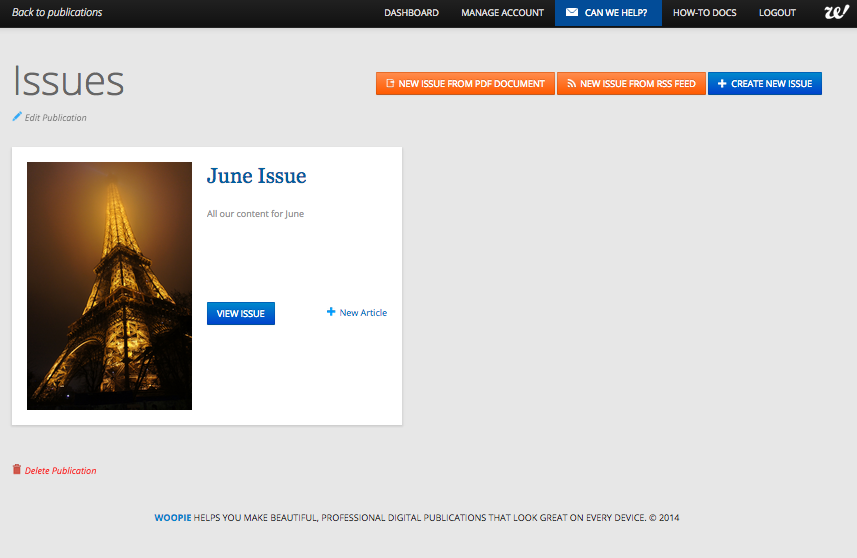 Back to publications
DASHBOARD
MANAGE ACCOUNT
CAN WE HELP?
HOW-TO DOCS
LOGOUT
we!
Issues
NEW ISSUE FROM PDF DOCUMENT
NEW ISSUE FROM RSS FEED
CREATE NEW ISSUE
Edit Publication
June Issue
All our content for June
VIEW ISSUE
New Article
Delete Publication
WOOPIE HELPS YOU MAKE BEAUTIFUL, PROFESSIONAL DIGITAL PUBLICATIONS THAT LOOK GREAT ON EVERY DEVICE. © 2014